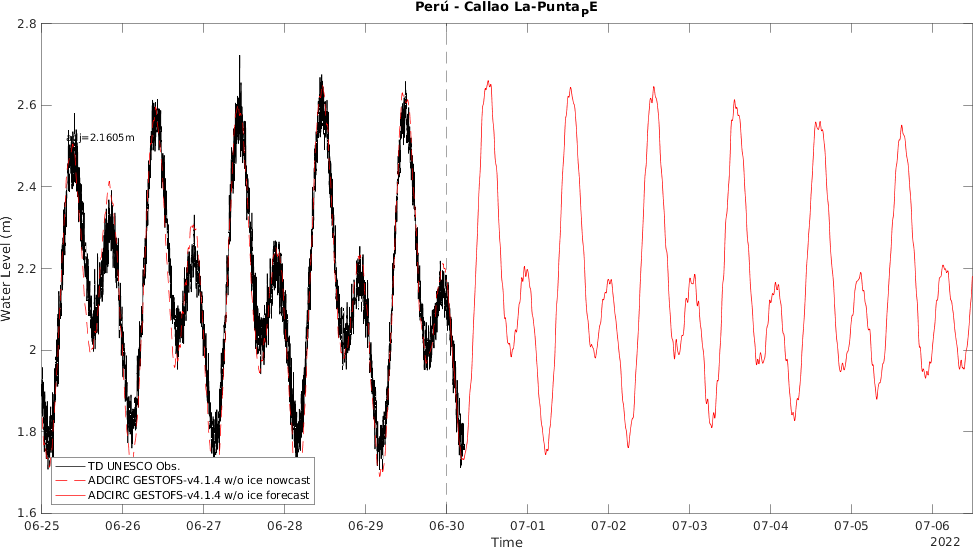 Perú - Callao La-PuntaPE
2.8
2.6
2.4
2.2
2
1.8
1.6
Water Level (m)
j=2.1605m
TD UNESCO Obs.
ADCIRC GESTOFS-v4.1.4 w/o ice nowcast
ADCIRC GESTOFS-v4.1.4 w/o ice forecast
06-25 06-26 06-27 06-28 06-29 06-30 07-01 07-02 07-03 07-04 07-05 07-06
Time
2022